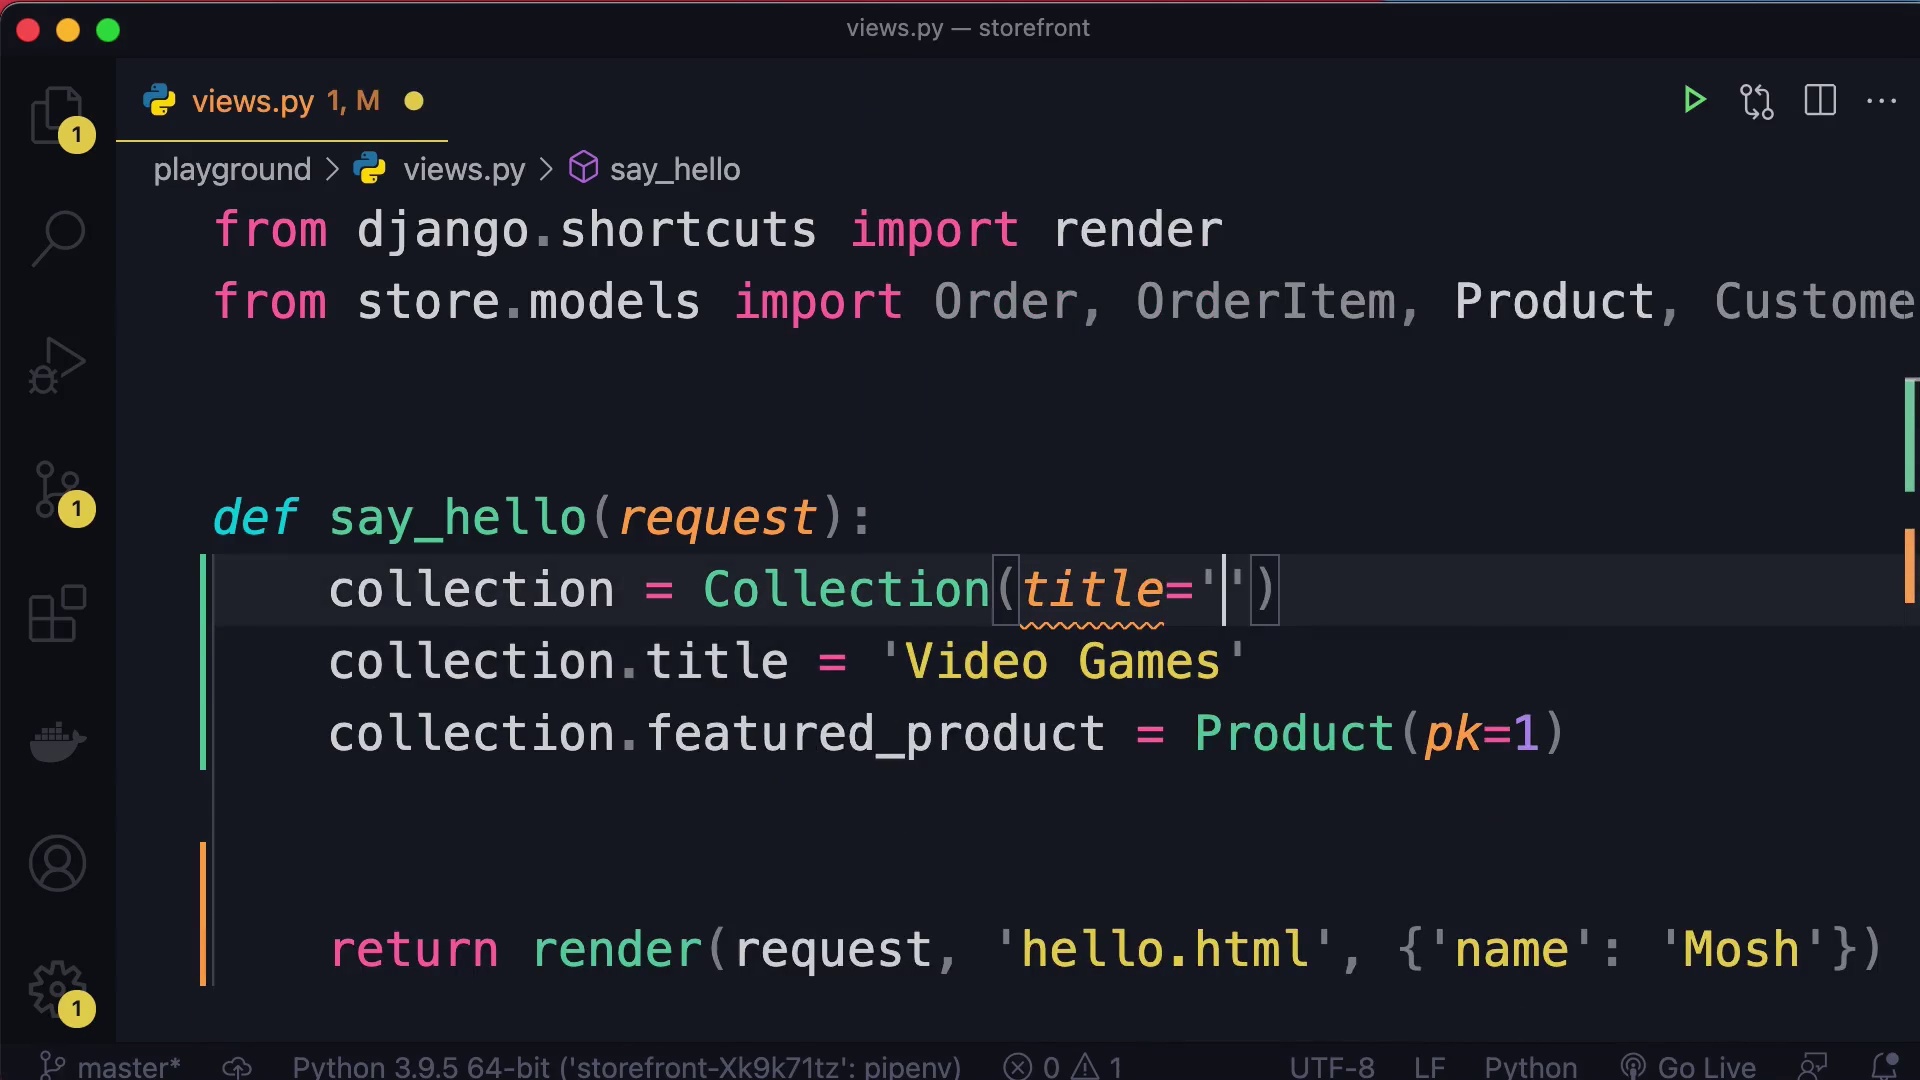 views.py — storefront
views.py 1, M
playground > views.py > say_hello
from django.shortcuts import render
from store.models import Order, OrderItem, Product, Custome
def say_hello(request):
collection = Collection(title='')
collection.title = 'Video Games'
collection.featured_product = Product(pk=1)
return render(request, 'hello.html', {'name': 'Mosh'})
1
1
1
master* Python 3.9.5 64-bit ('storefront-Xk9k71tz': pipenv) 0 1 UTF-8 LF Python Go Live